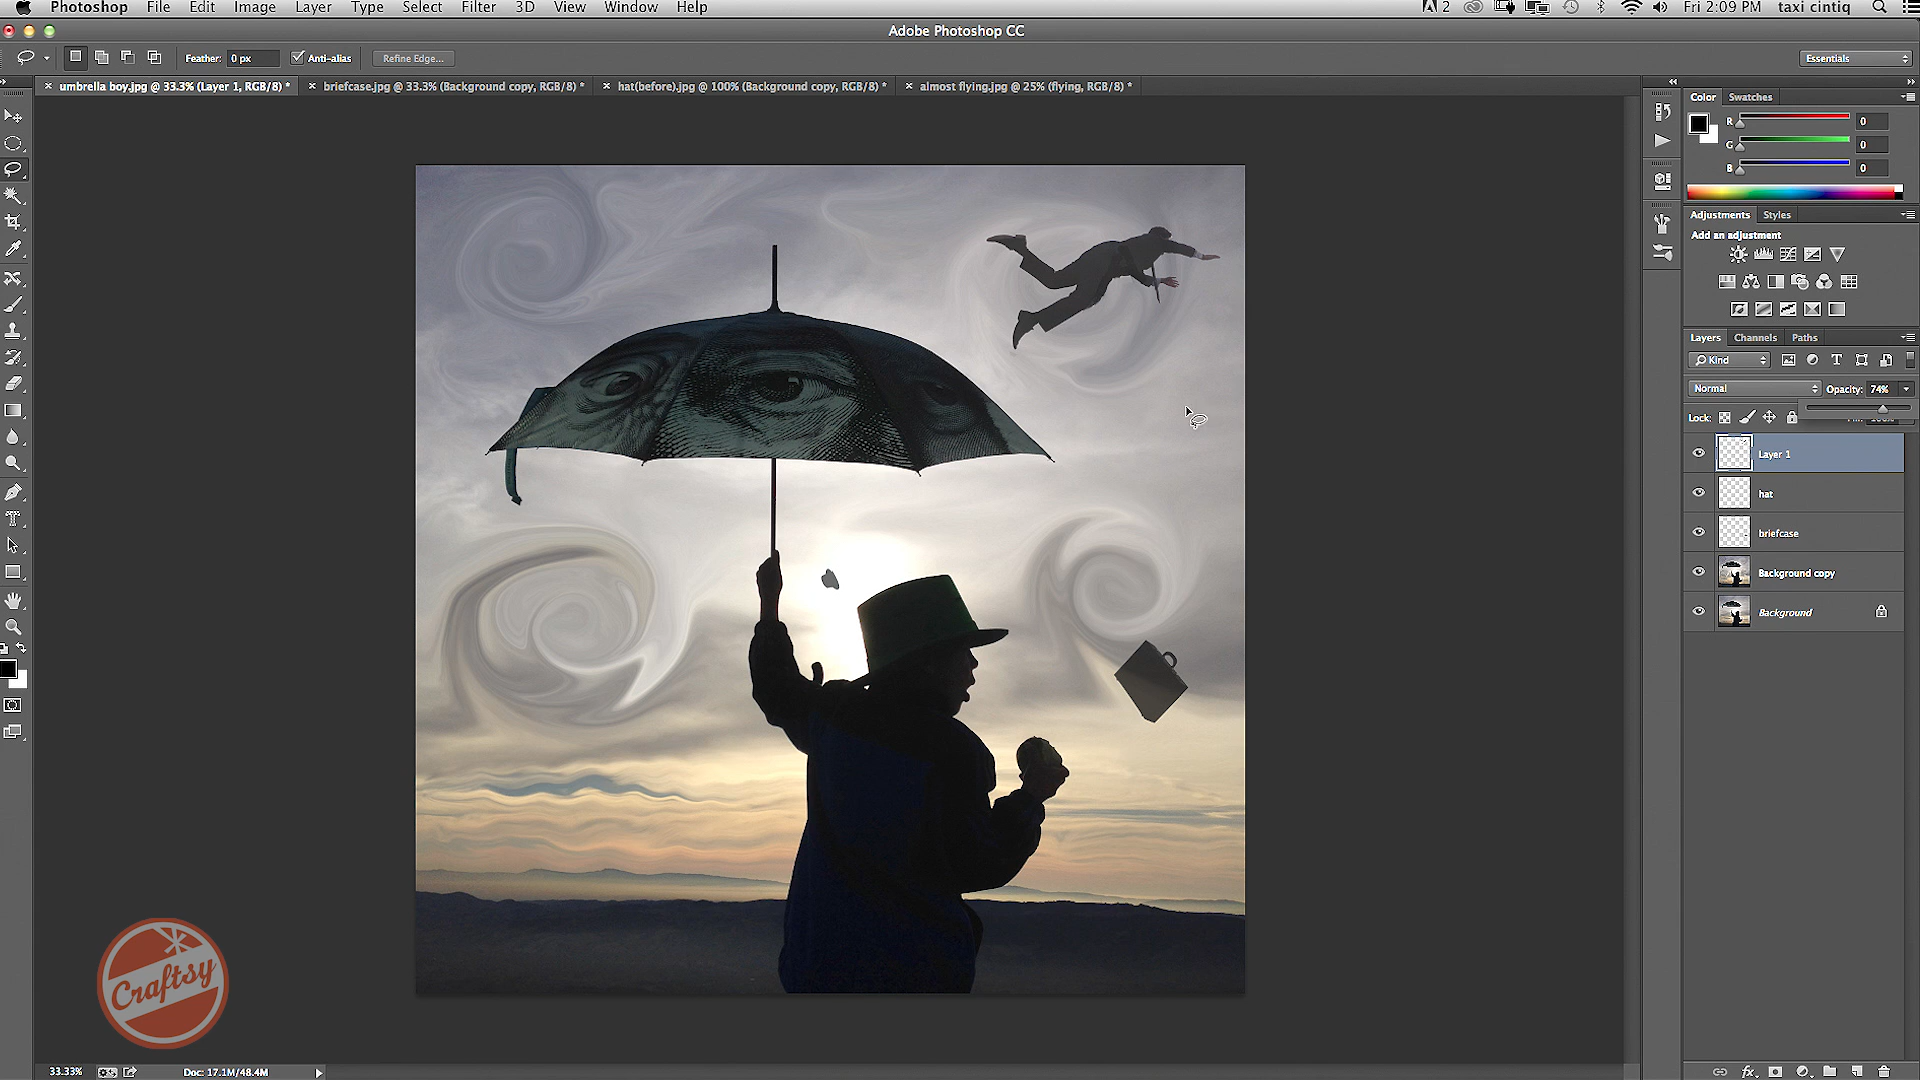 Photoshop File Edit Image Layer Type Select Filter 3D View Window Help 2 Fri 2:09 PM taxi cintiq
Adobe Photoshop CC
Feather: 0 px Anti-alias Refine Edge... Essentials
umbrella boy.jpg @ 33.3% (Layer 1, RGB/8) * briefcase.jpg @ 33.3% (Background copy, RGB/8) * hat(before).jpg @ 100% (Background copy, RGB/8) * almost flying.jpg @ 25% (flying, RGB/8) *
Color Swatches
R 0
G 0
B 0
Adjustments Styles
Add an adjustment
Layers Channels Paths
Kind
Normal Opacity: 74%
Lock:
Layer 1
hat
briefcase
Background copy
Background
Craftsy
33.33% Doc: 17.1M/48.4M